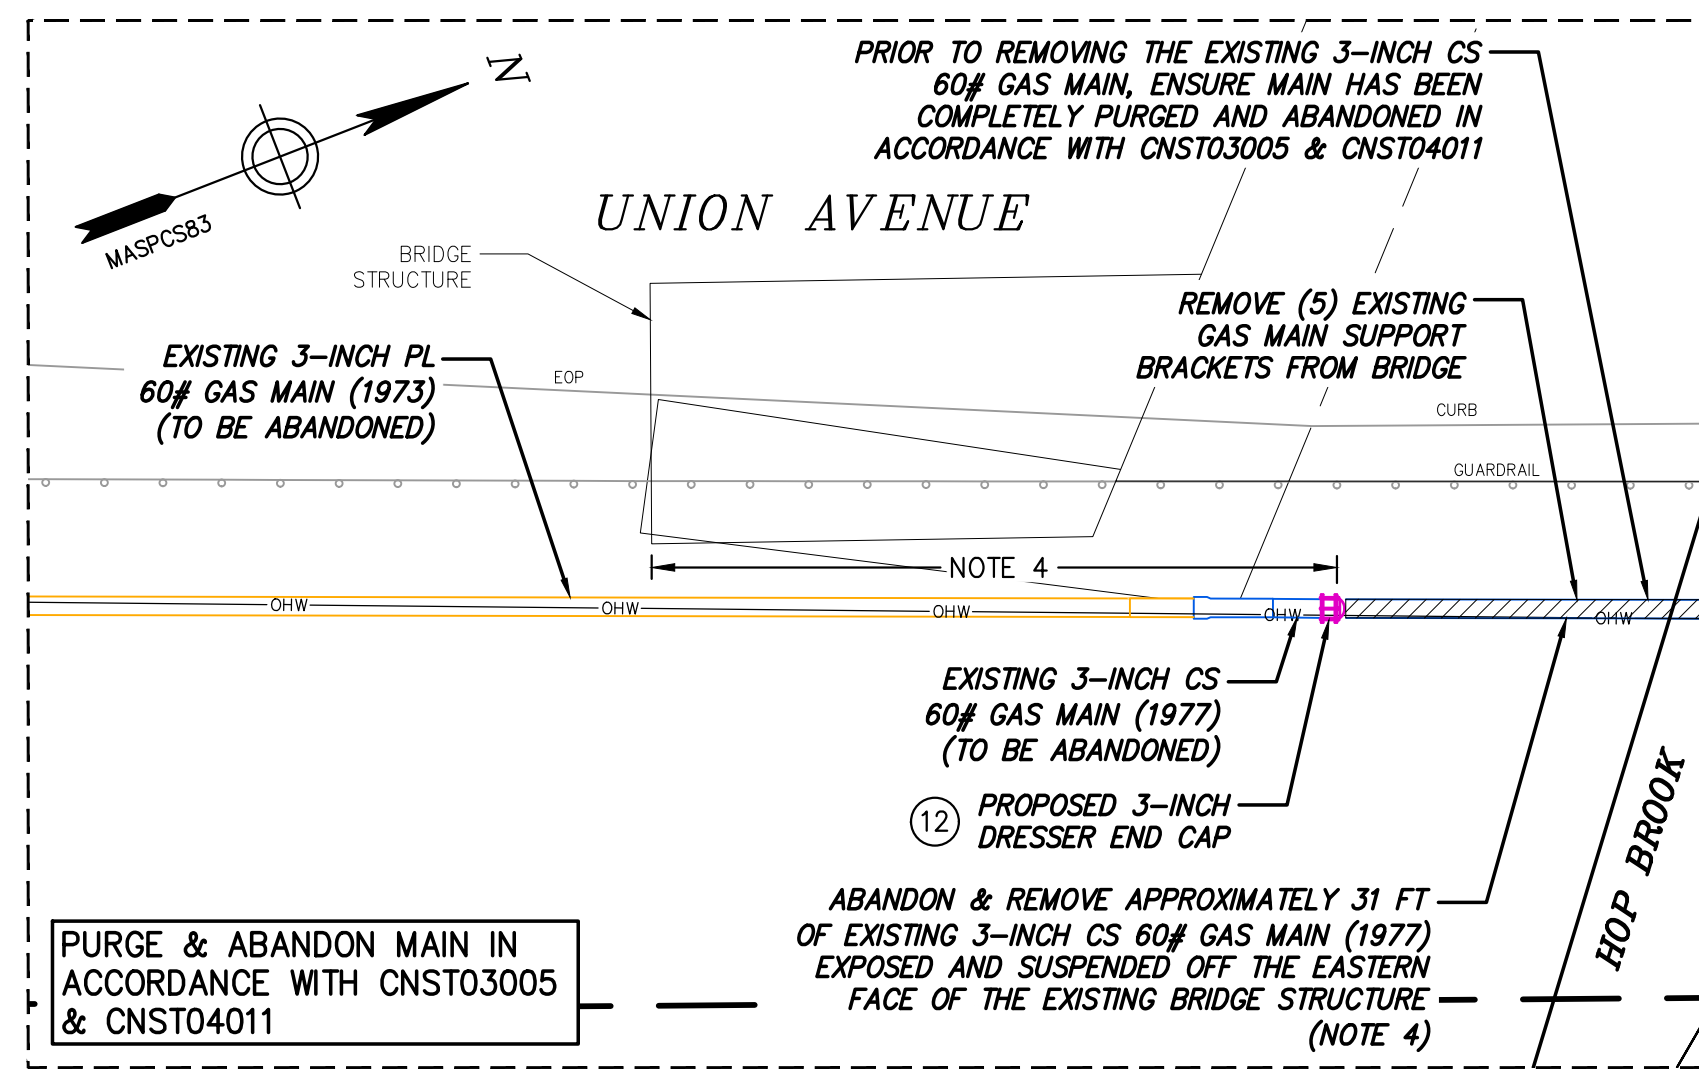 N
MASPCS83
PRIOR TO REMOVING THE EXISTING 3-INCH CS
60# GAS MAIN, ENSURE MAIN HAS BEEN
COMPLETELY PURGED AND ABANDONED IN
ACCORDANCE WITH CNST03005 & CNST04011
UNION AVENUE
BRIDGE
STRUCTURE
REMOVE (5) EXISTING
GAS MAIN SUPPORT
BRACKETS FROM BRIDGE
EXISTING 3-INCH PL
60# GAS MAIN (1973)
(TO BE ABANDONED)
EOP
CURB
GUARDRAIL
NOTE 4
OHW
OHW
OHW
OHW
OHW
EXISTING 3-INCH CS
60# GAS MAIN (1977)
(TO BE ABANDONED)
12
PROPOSED 3-INCH
DRESSER END CAP
HOP BROOK
ABANDON & REMOVE APPROXIMATELY 31 FT
OF EXISTING 3-INCH CS 60# GAS MAIN (1977)
EXPOSED AND SUSPENDED OFF THE EASTERN
FACE OF THE EXISTING BRIDGE STRUCTURE
(NOTE 4)
PURGE & ABANDON MAIN IN
ACCORDANCE WITH CNST03005
& CNST04011